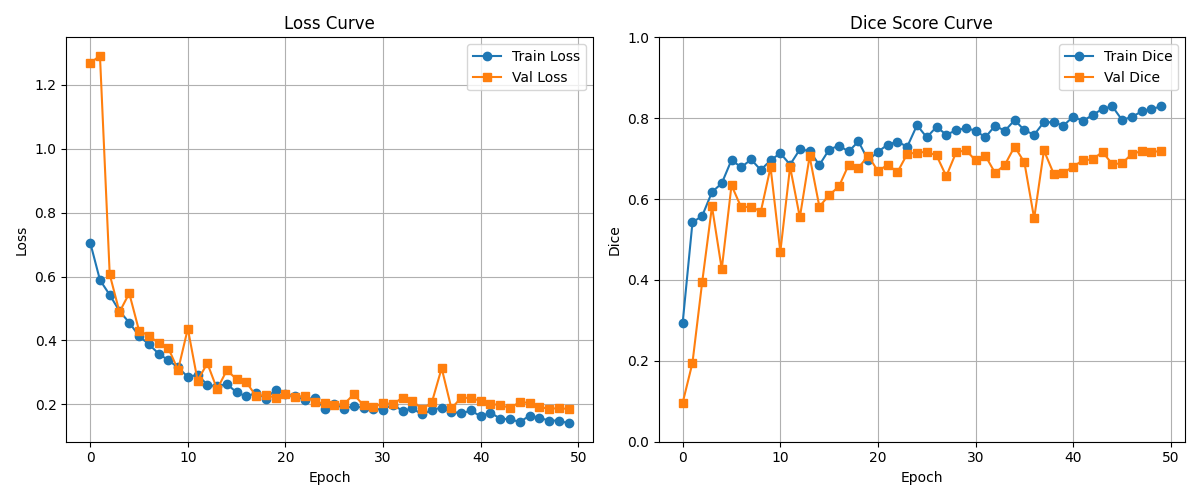 Loss Curve
Train Loss
Val Loss
1.2
1.0
0.8
0.6
0.4
0.2
Loss
0 10 20 30 40 50
Epoch
Dice Score Curve
Train Dice
Val Dice
1.0
0.8
0.6
0.4
0.2
0.0
Dice
0 10 20 30 40 50
Epoch